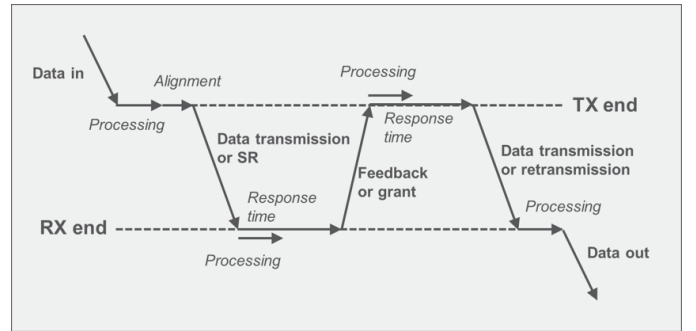 Data in
Alignment
Processing
Processing
Response
time
TX end
Data transmission
or SR
Feedback
or grant
Data transmission
or retransmission
Response
time
Processing
RX end
Processing
Data out